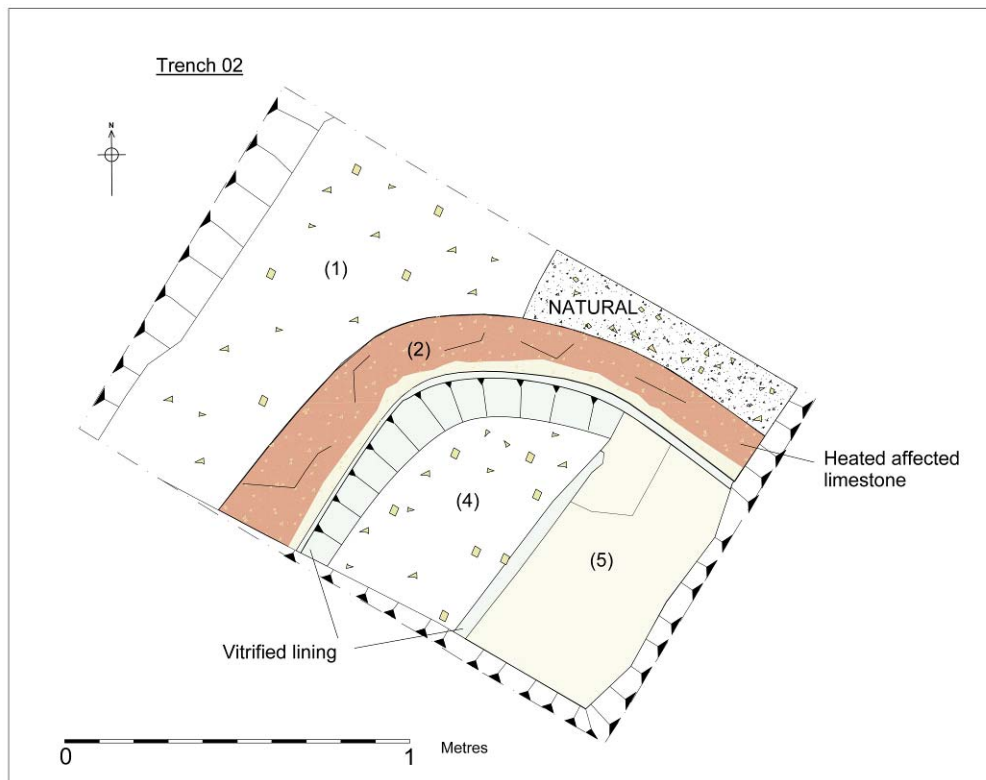 Trench 02
N
(1)
NATURAL
(2)
Heated affected
limestone
(4)
(5)
Vitrified lining
0
1
Metres